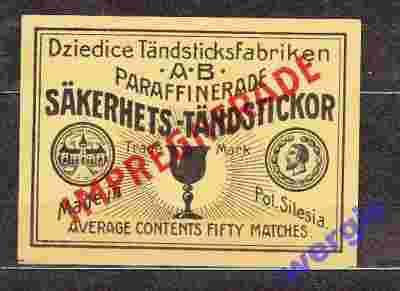 Dziedice Tändsticksfabriken
·A·B·
PARAFFINERADE
SÄKERHETS-TÄNDSTICKOR
IMPREGNERADE
Trade Mark
Made in Pol. Silesia.
AVERAGE CONTENTS FIFTY MATCHES.